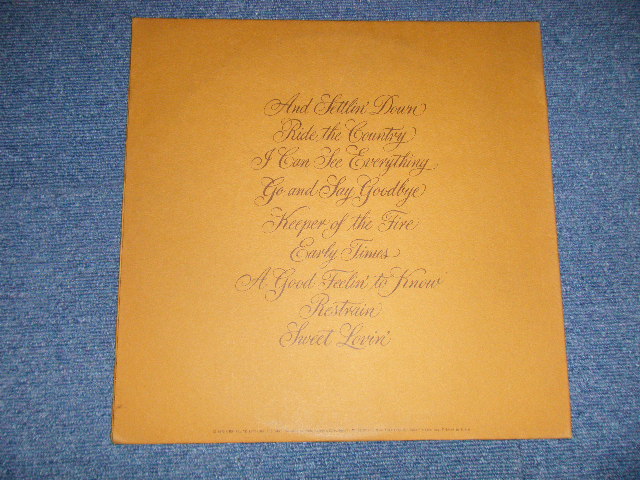 And Settlin' Down
Ride the Country
I Can See Everything
Go and Say Goodbye
Keeper of the Fire
Early Times
A Good Feelin' to Know
Restrain
Sweet Lovin'